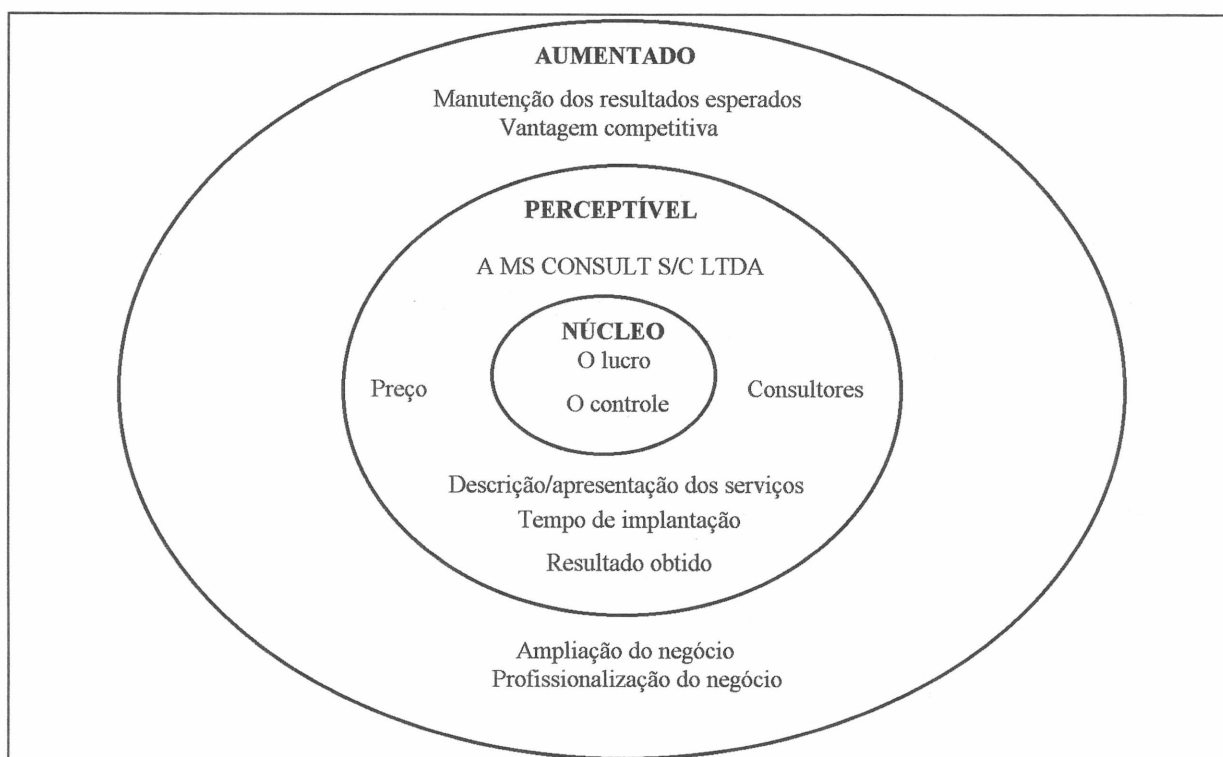 AUMENTADO
Manutenção dos resultados esperados
Vantagem competitiva
PERCEPTÍVEL
A MS CONSULT S/C LTDA
NÚCLEO
O lucro
O controle
Preço
Consultores
Descrição/apresentação dos serviços
Tempo de implantação
Resultado obtido
Ampliação do negócio
Profissionalização do negócio